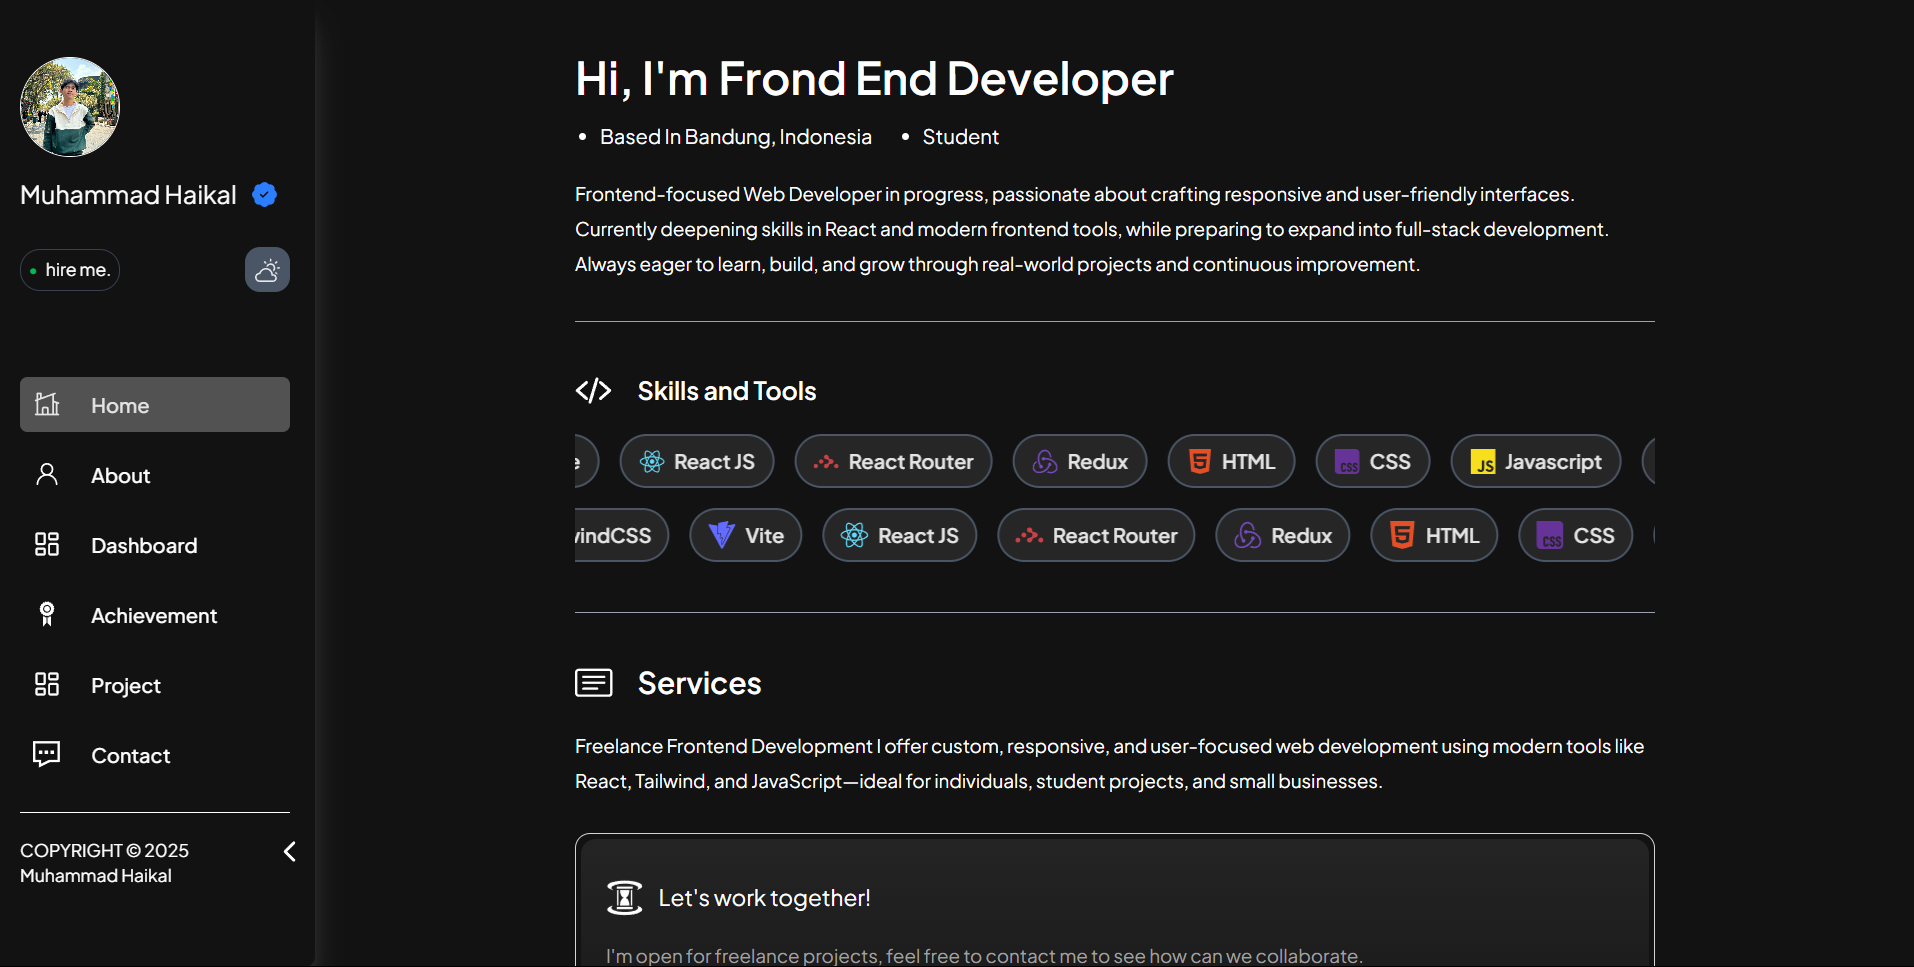 Muhammad Haikal
hire me.
Home
About
Dashboard
Achievement
Project
Contact
COPYRIGHT © 2025
Muhammad Haikal
Hi, I'm Frond End Developer
• Based In Bandung, Indonesia • Student
Frontend-focused Web Developer in progress, passionate about crafting responsive and user-friendly interfaces.
Currently deepening skills in React and modern frontend tools, while preparing to expand into full-stack development.
Always eager to learn, build, and grow through real-world projects and continuous improvement.
</> Skills and Tools
e React JS React Router Redux HTML CSS JS Javascript
vindCSS Vite React JS React Router Redux HTML CSS
Services
Freelance Frontend Development I offer custom, responsive, and user-focused web development using modern tools like
React, Tailwind, and JavaScript—ideal for individuals, student projects, and small businesses.
Let's work together!
I'm open for freelance projects, feel free to contact me to see how can we collaborate.